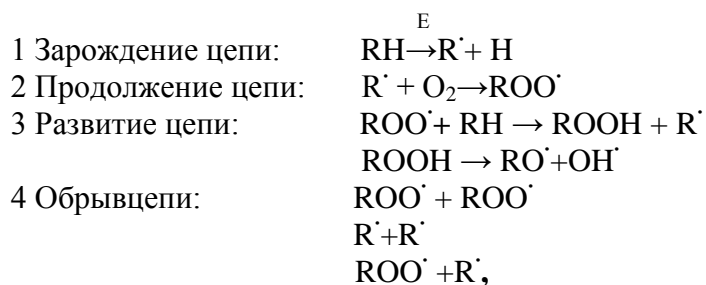 E
1 Зарождение цепи: RH→R˙+ H
2 Продолжение цепи: R˙ + O₂→ROO˙
3 Развитие цепи: ROO˙+ RH → ROOH + R˙
ROOH → RO˙+OH˙
4 Обрывцепи: ROO˙ + ROO˙
R˙+R˙
ROO˙ +R˙,